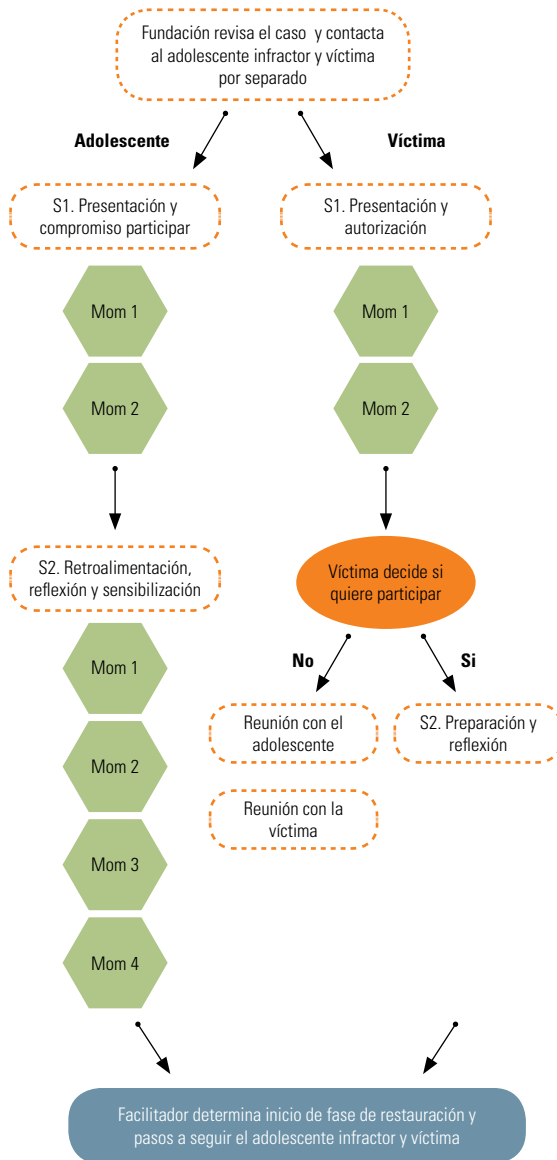 Fundación revisa el caso y contacta
al adolescente infractor y víctima
por separado
Adolescente
Víctima
S1. Presentación y
compromiso participar
S1. Presentación y
autorización
Mom 1
Mom 1
Mom 2
Mom 2
S2. Retroalimentación,
reflexión y sensibilización
Víctima decide si
quiere participar
Mom 1
No
Si
Reunión con el
adolescente
S2. Preparación y
reflexión
Mom 2
Reunión con la
víctima
Mom 3
Mom 4
Facilitador determina inicio de fase de restauración y
pasos a seguir el adolescente infractor y víctima